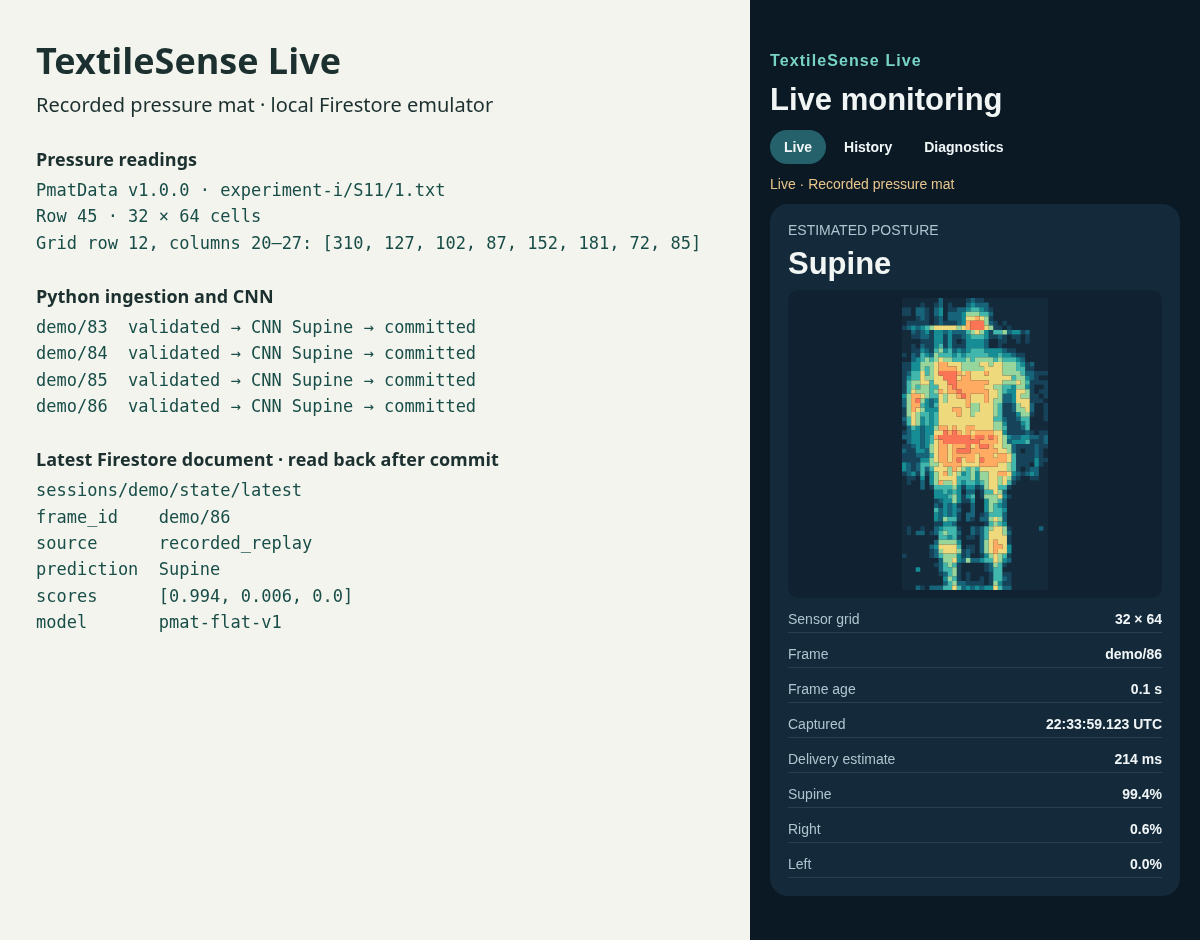 TextileSense Live
Recorded pressure mat · local Firestore emulator
Pressure readings
PmatData v1.0.0 · experiment-i/S11/1.txt
Row 45 · 32 × 64 cells
Grid row 12, columns 20–27: [310, 127, 102, 87, 152, 181, 72, 85]
Python ingestion and CNN
demo/83  validated → CNN Supine → committed
demo/84  validated → CNN Supine → committed
demo/85  validated → CNN Supine → committed
demo/86  validated → CNN Supine → committed
Latest Firestore document · read back after commit
sessions/demo/state/latest
frame_id    demo/86
source      recorded_replay
prediction  Supine
scores      [0.994, 0.006, 0.0]
model       pmat-flat-v1
TextileSense Live
Live monitoring
Live History Diagnostics
Live · Recorded pressure mat
ESTIMATED POSTURE
Supine
Sensor grid 32 × 64
Frame demo/86
Frame age 0.1 s
Captured 22:33:59.123 UTC
Delivery estimate 214 ms
Supine 99.4%
Right 0.6%
Left 0.0%